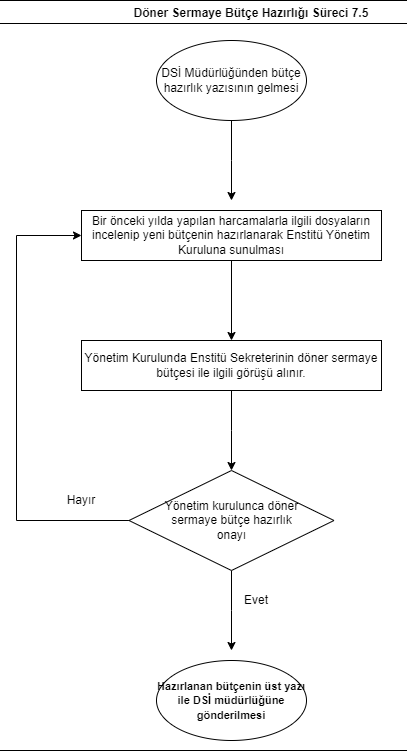 Döner Sermaye Bütçe Hazırlığı Süreci 7.5
DSİ Müdürlüğünden bütçe
hazırlık yazısının gelmesi
Bir önceki yılda yapılan harcamalarla ilgili dosyaların
incelenip yeni bütçenin hazırlanarak Enstitü Yönetim
Kuruluna sunulması
Yönetim Kurulunda Enstitü Sekreterinin döner sermaye
bütçesi ile ilgili görüşü alınır.
Hayır
Yönetim kurulunca döner
sermaye bütçe hazırlık
onayı
Evet
Hazırlanan bütçenin üst yazı
ile DSİ müdürlüğüne
gönderilmesi